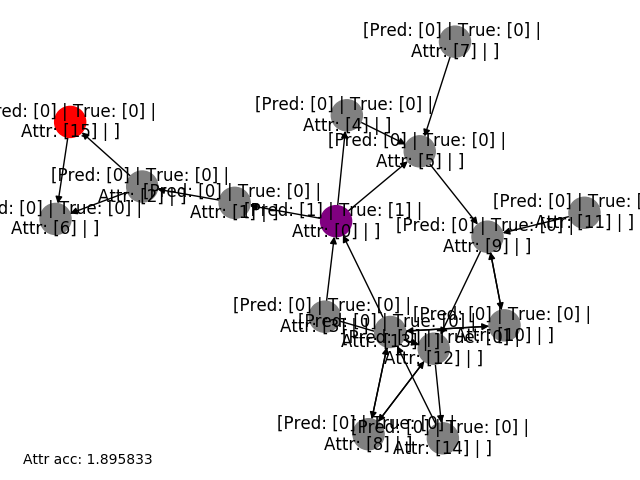 [Pred: [0] | True: [0] |
Attr: [7] | ]
[Pred: [0] | True: [0] |
Attr: [4] | ]
[Pred: [0] | True: [0] |
Attr: [5] | ]
red: [0] | True: [0] |
Attr: [15] | ]
[Pred: [0] | True: [0] |
Attr: [2] | ]
[Pred: [0] | True: [0] |
Attr: [1] | ]
d: [0] | True: [0] |
Attr: [6] | ]
[Pred: [1] | True: [1] |
Attr: [0] | ]
[Pred: [0] | True: [
Attr: [11] | ]
[Pred: [0] | True: [0] |
Attr: [9] | ]
[Pred: [0] | True: [0] |
Attr: [3] | ]
[Pred: [0] | True: [0] |
Attr: [13] | ]
[Pred: [0] | True: [0] |
Attr: [10] | ]
[Pred: [0] | True: [0] |
Attr: [12] | ]
[Pred: [0] | True: [0] |
Attr: [8] | ]
[Pred: [0] | True: [0] |
Attr: [14] | ]
Attr acc: 1.895833